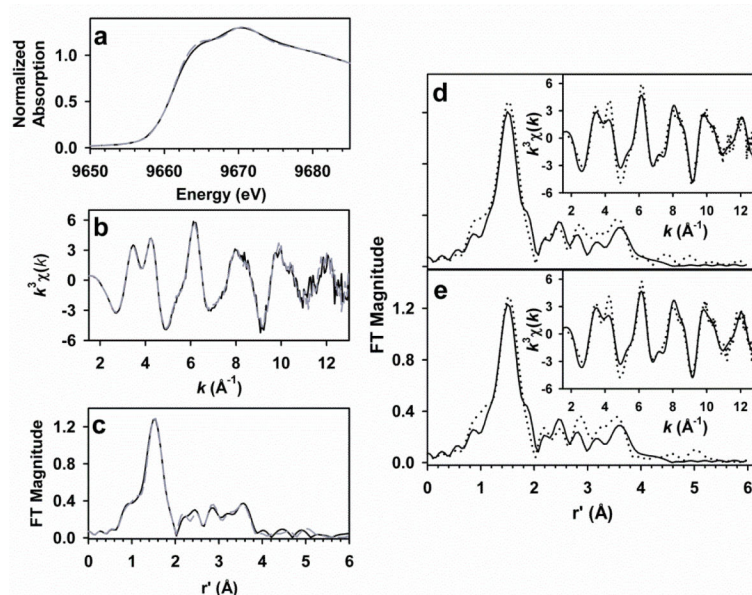 a
Normalized
Absorption
1.0
0.5
0.0
9650 9660 9670 9680
Energy (eV)
b
k³χ(k)
6
3
0
-3
-6
2 4 6 8 10 12
k (Å⁻¹)
c
FT Magnitude
1.2
0.8
0.4
0.0
0 1 2 3 4 5 6
r' (Å)
d
k³χ(k)
6
3
0
-3
-6
2 4 6 8 10 12
k (Å⁻¹)
e
FT Magnitude
1.2
0.8
0.4
0.0
k³χ(k)
6
3
0
-3
-6
2 4 6 8 10 12
k (Å⁻¹)
0 1 2 3 4 5 6
r' (Å)